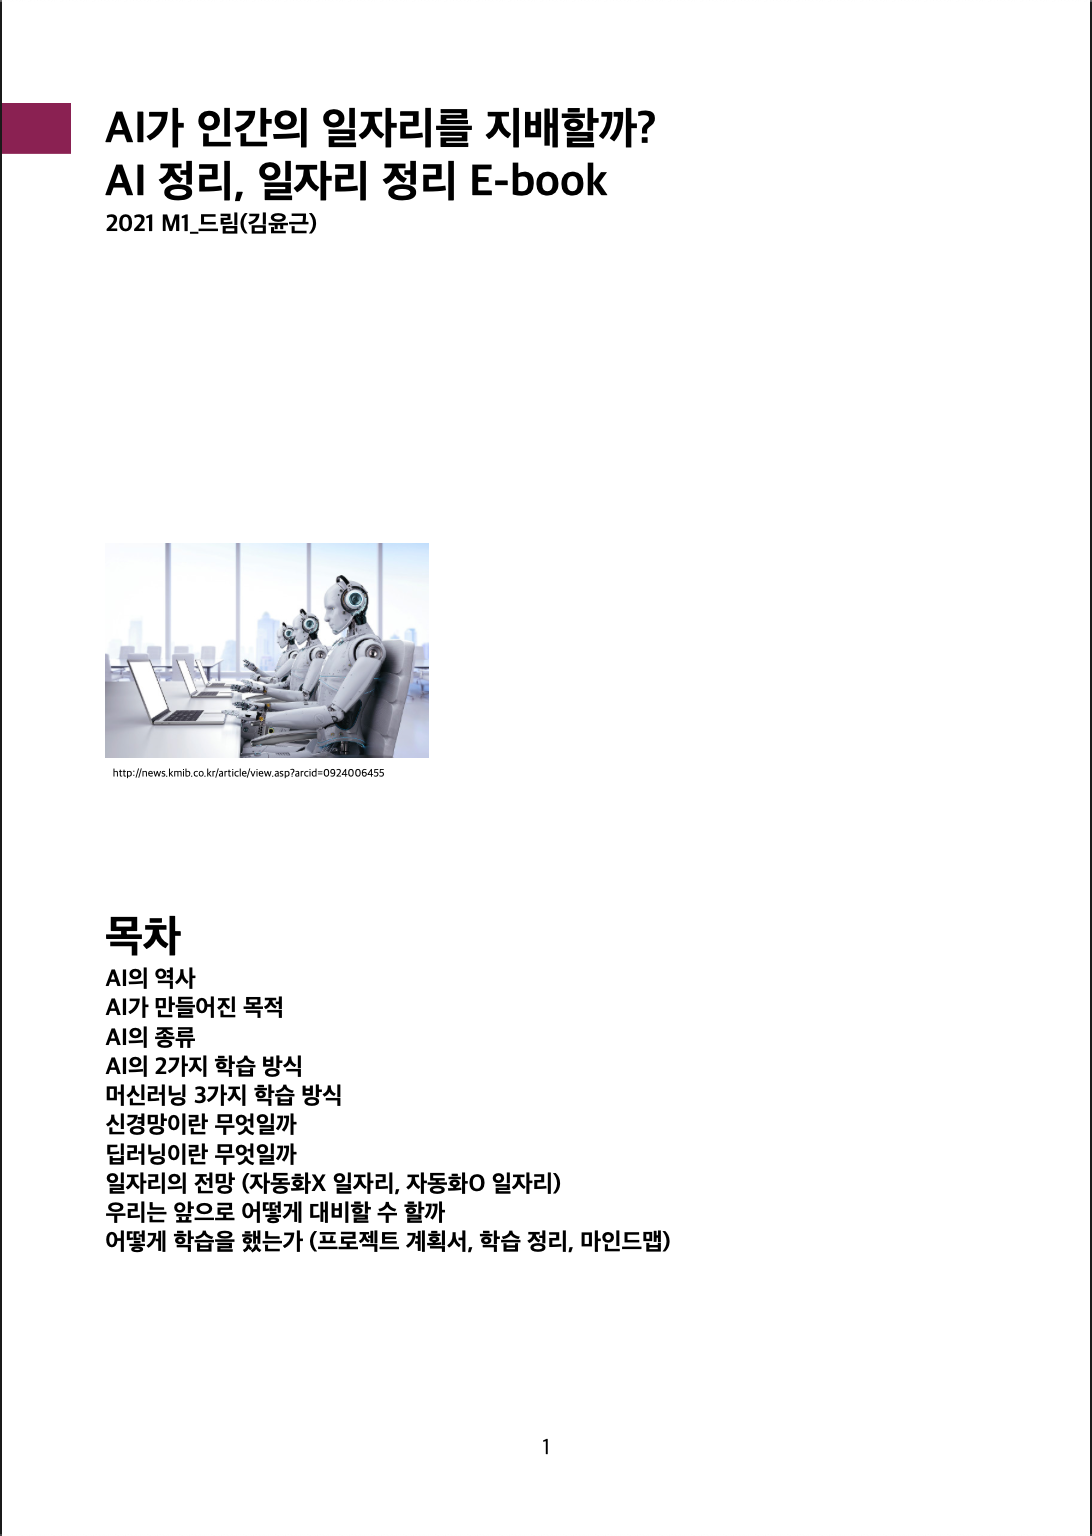 AI가 인간의 일자리를 지배할까?
AI 정리, 일자리 정리 E-book
2021 M1_드림(김윤근)
http://news.kmib.co.kr/article/view.asp?arcid=0924006455
목차
AI의 역사
AI가 만들어진 목적
AI의 종류
AI의 2가지 학습 방식
머신러닝 3가지 학습 방식
신경망이란 무엇일까
딥러닝이란 무엇일까
일자리의 전망 (자동화X 일자리, 자동화O 일자리)
우리는 앞으로 어떻게 대비할 수 할까
어떻게 학습을 했는가 (프로젝트 계획서, 학습 정리, 마인드맵)
1